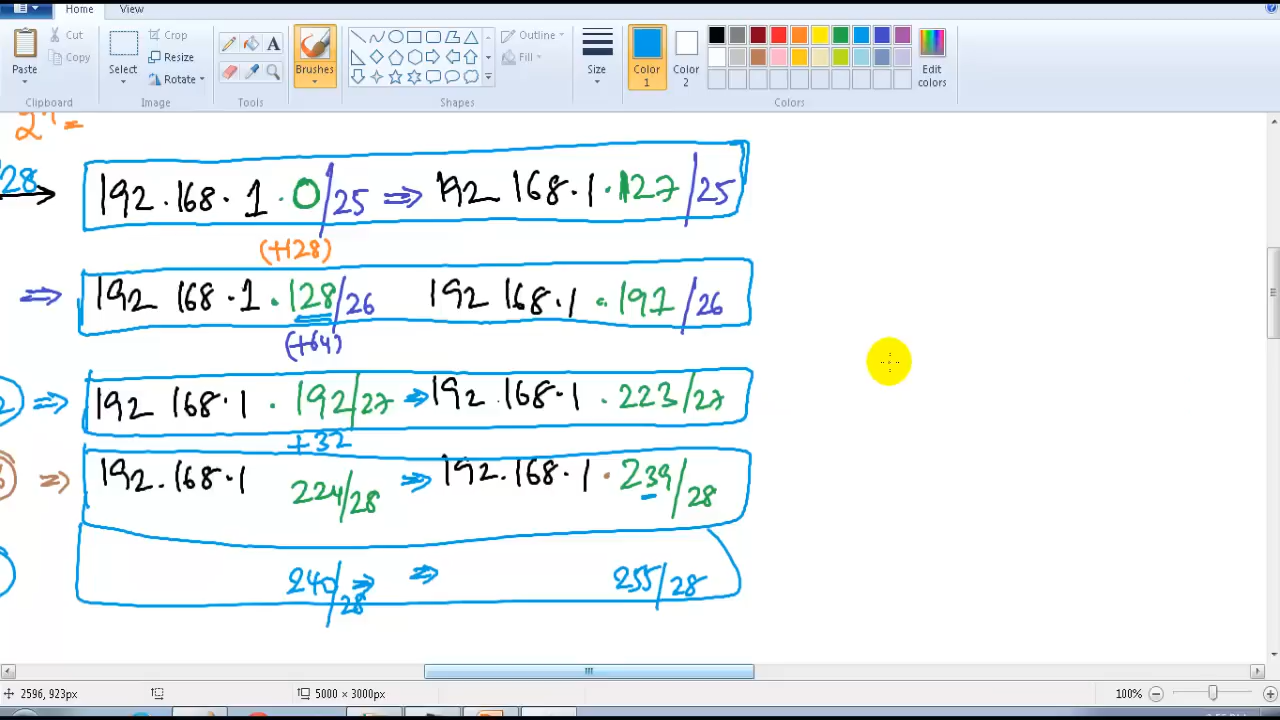 Home View
Cut
Copy
Paste
Clipboard
Select
Crop
Resize
Rotate
Image
A
Tools
Brushes
Outline
Fill
Shapes
Size
Color 1
Color 2
Edit colors
Colors
/28
192.168.1.0/25 ⇒ 192.168.1.127/25
(+128)
⇒ 192 168.1.128/26 192 168.1.191/26
(+64)
⇒ 192 168.1.192/27 ⇒ 192.168.1.223/27
+32
⇒ 192.168.1 224/28 ⇒ 192.168.1.239/28
240/28 ⇒ ⇒ 255/28
2596, 923px
5000 × 3000px
100%